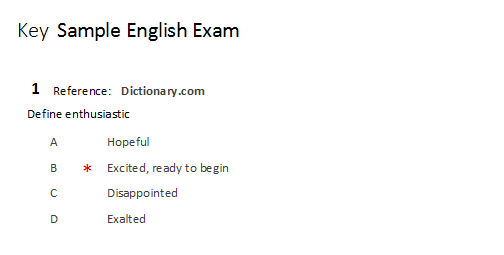 Key Sample English Exam
1 Reference: Dictionary.com
Define enthusiastic
A Hopeful
B * Excited, ready to begin
C Disappointed
D Exalted